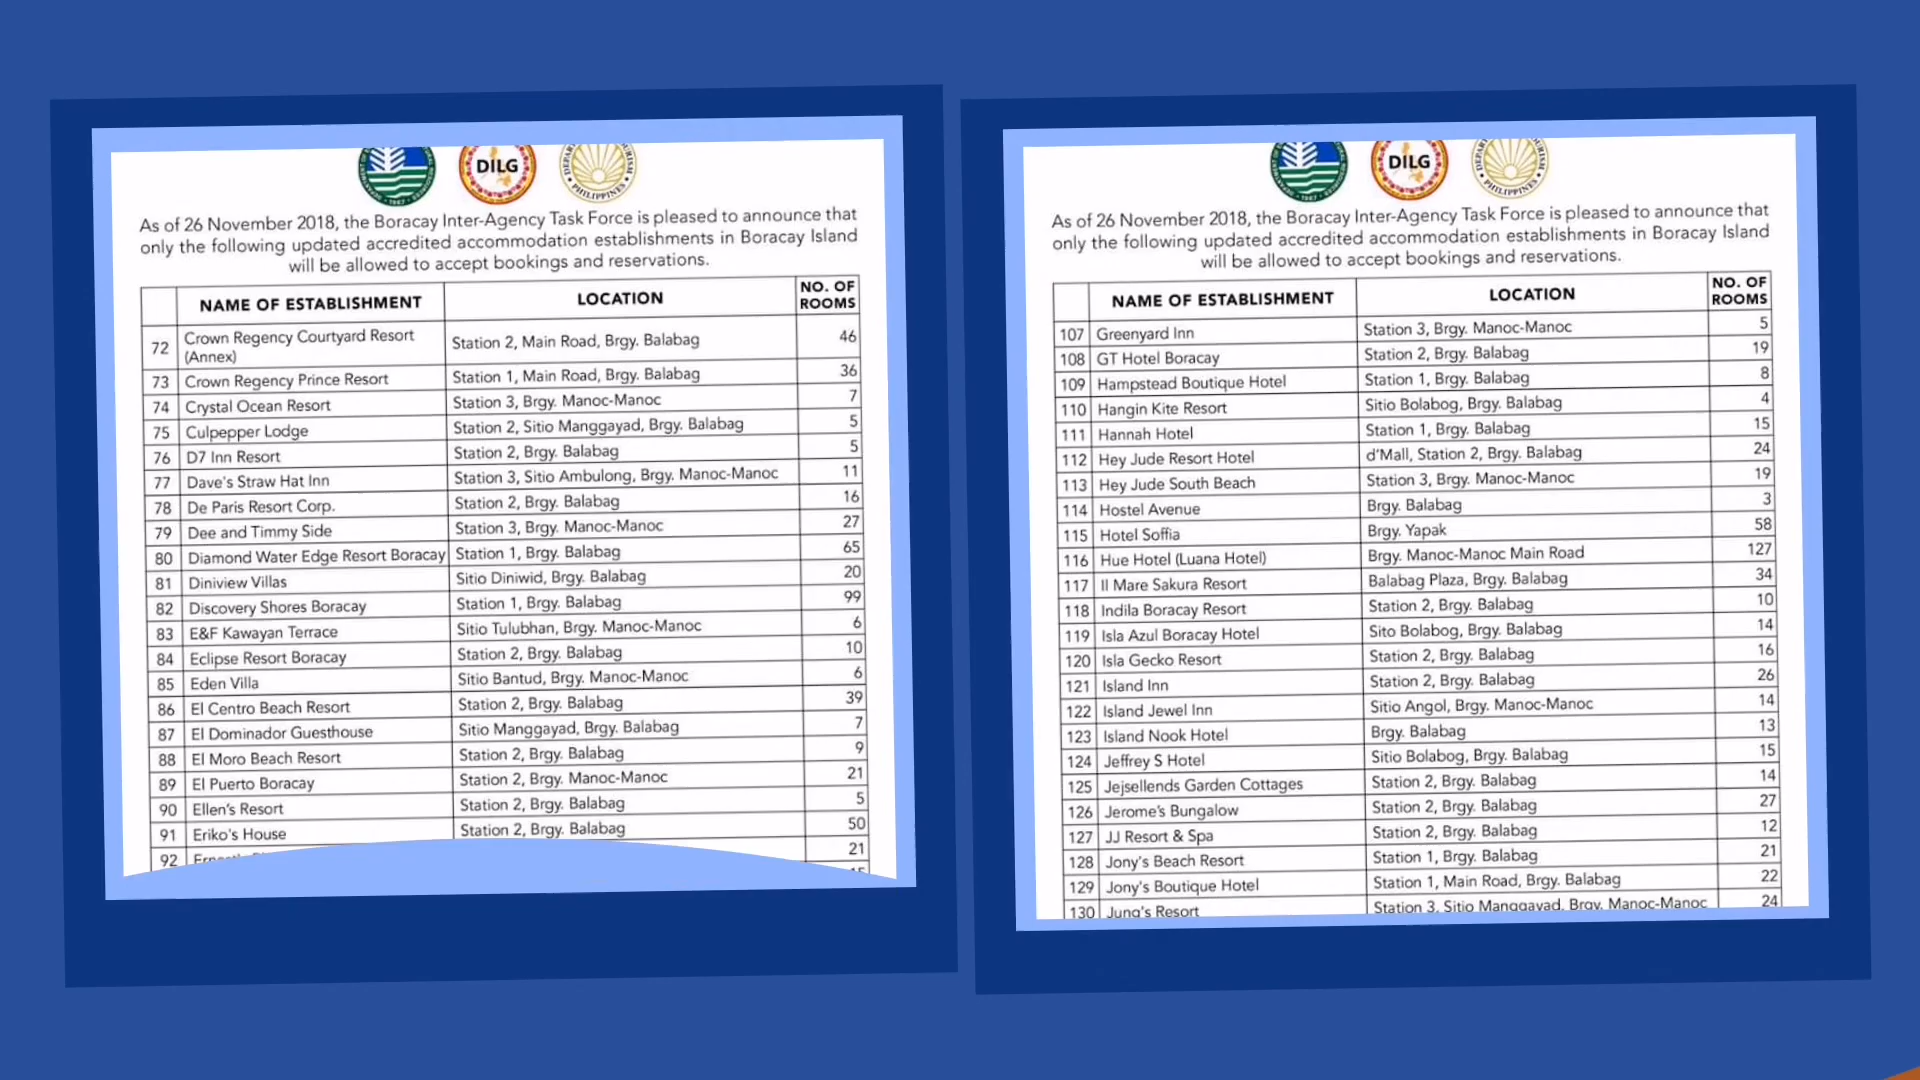 DILG
PHILIPPINES
As of 26 November 2018, the Boracay Inter-Agency Task Force is pleased to announce that
only the following updated accredited accommodation establishments in Boracay Island
will be allowed to accept bookings and reservations.
NAME OF ESTABLISHMENT LOCATION NO. OF ROOMS
72 Crown Regency Courtyard Resort (Annex) Station 2, Main Road, Brgy. Balabag 46
73 Crown Regency Prince Resort Station 1, Main Road, Brgy. Balabag 36
74 Crystal Ocean Resort Station 3, Brgy. Manoc-Manoc 7
75 Culpepper Lodge Station 2, Sitio Manggayad, Brgy. Balabag 5
76 D7 Inn Resort Station 2, Brgy. Balabag 5
77 Dave's Straw Hat Inn Station 3, Sitio Ambulong, Brgy. Manoc-Manoc 11
78 De Paris Resort Corp. Station 2, Brgy. Balabag 16
79 Dee and Timmy Side Station 3, Brgy. Manoc-Manoc 27
80 Diamond Water Edge Resort Boracay Station 1, Brgy. Balabag 65
81 Diniview Villas Sitio Diniwid, Brgy. Balabag 20
82 Discovery Shores Boracay Station 1, Brgy. Balabag 99
83 E&F Kawayan Terrace Sitio Tulubhan, Brgy. Manoc-Manoc 6
84 Eclipse Resort Boracay Station 2, Brgy. Balabag 10
85 Eden Villa Sitio Bantud, Brgy. Manoc-Manoc 6
86 El Centro Beach Resort Station 2, Brgy. Balabag 39
87 El Dominador Guesthouse Sitio Manggayad, Brgy. Balabag 7
88 El Moro Beach Resort Station 2, Brgy. Balabag 9
89 El Puerto Boracay Station 2, Brgy. Manoc-Manoc 21
90 Ellen's Resort Station 2, Brgy. Balabag 5
91 Eriko's House Station 2, Brgy. Balabag 50
92 21
DILG
PHILIPPINES
As of 26 November 2018, the Boracay Inter-Agency Task Force is pleased to announce that
only the following updated accredited accommodation establishments in Boracay Island
will be allowed to accept bookings and reservations.
NAME OF ESTABLISHMENT LOCATION NO. OF ROOMS
107 Greenyard Inn Station 3, Brgy. Manoc-Manoc 5
108 GT Hotel Boracay Station 2, Brgy. Balabag 19
109 Hampstead Boutique Hotel Station 1, Brgy. Balabag 8
110 Hangin Kite Resort Sitio Bolabog, Brgy. Balabag 4
111 Hannah Hotel Station 1, Brgy. Balabag 15
112 Hey Jude Resort Hotel d'Mall, Station 2, Brgy. Balabag 24
113 Hey Jude South Beach Station 3, Brgy. Manoc-Manoc 19
114 Hostel Avenue Brgy. Balabag 3
115 Hotel Soffia Brgy. Yapak 58
116 Hue Hotel (Luana Hotel) Brgy. Manoc-Manoc Main Road 127
117 Il Mare Sakura Resort Balabag Plaza, Brgy. Balabag 34
118 Indila Boracay Resort Station 2, Brgy. Balabag 10
119 Isla Azul Boracay Hotel Sito Bolabog, Brgy. Balabag 14
120 Isla Gecko Resort Station 2, Brgy. Balabag 16
121 Island Inn Station 2, Brgy. Balabag 26
122 Island Jewel Inn Sitio Angol, Brgy. Manoc-Manoc 14
123 Island Nook Hotel Brgy. Balabag 13
124 Jeffrey S Hotel Sitio Bolabog, Brgy. Balabag 15
125 Jejsellends Garden Cottages Station 2, Brgy. Balabag 14
126 Jerome's Bungalow Station 2, Brgy. Balabag 27
127 JJ Resort & Spa Station 2, Brgy. Balabag 12
128 Jony's Beach Resort Station 1, Brgy. Balabag 21
129 Jony's Boutique Hotel Station 1, Main Road, Brgy. Balabag 22
130 Jung's Resort Station 3, Sitio Manggayad, Brgy. Manoc-Manoc 24